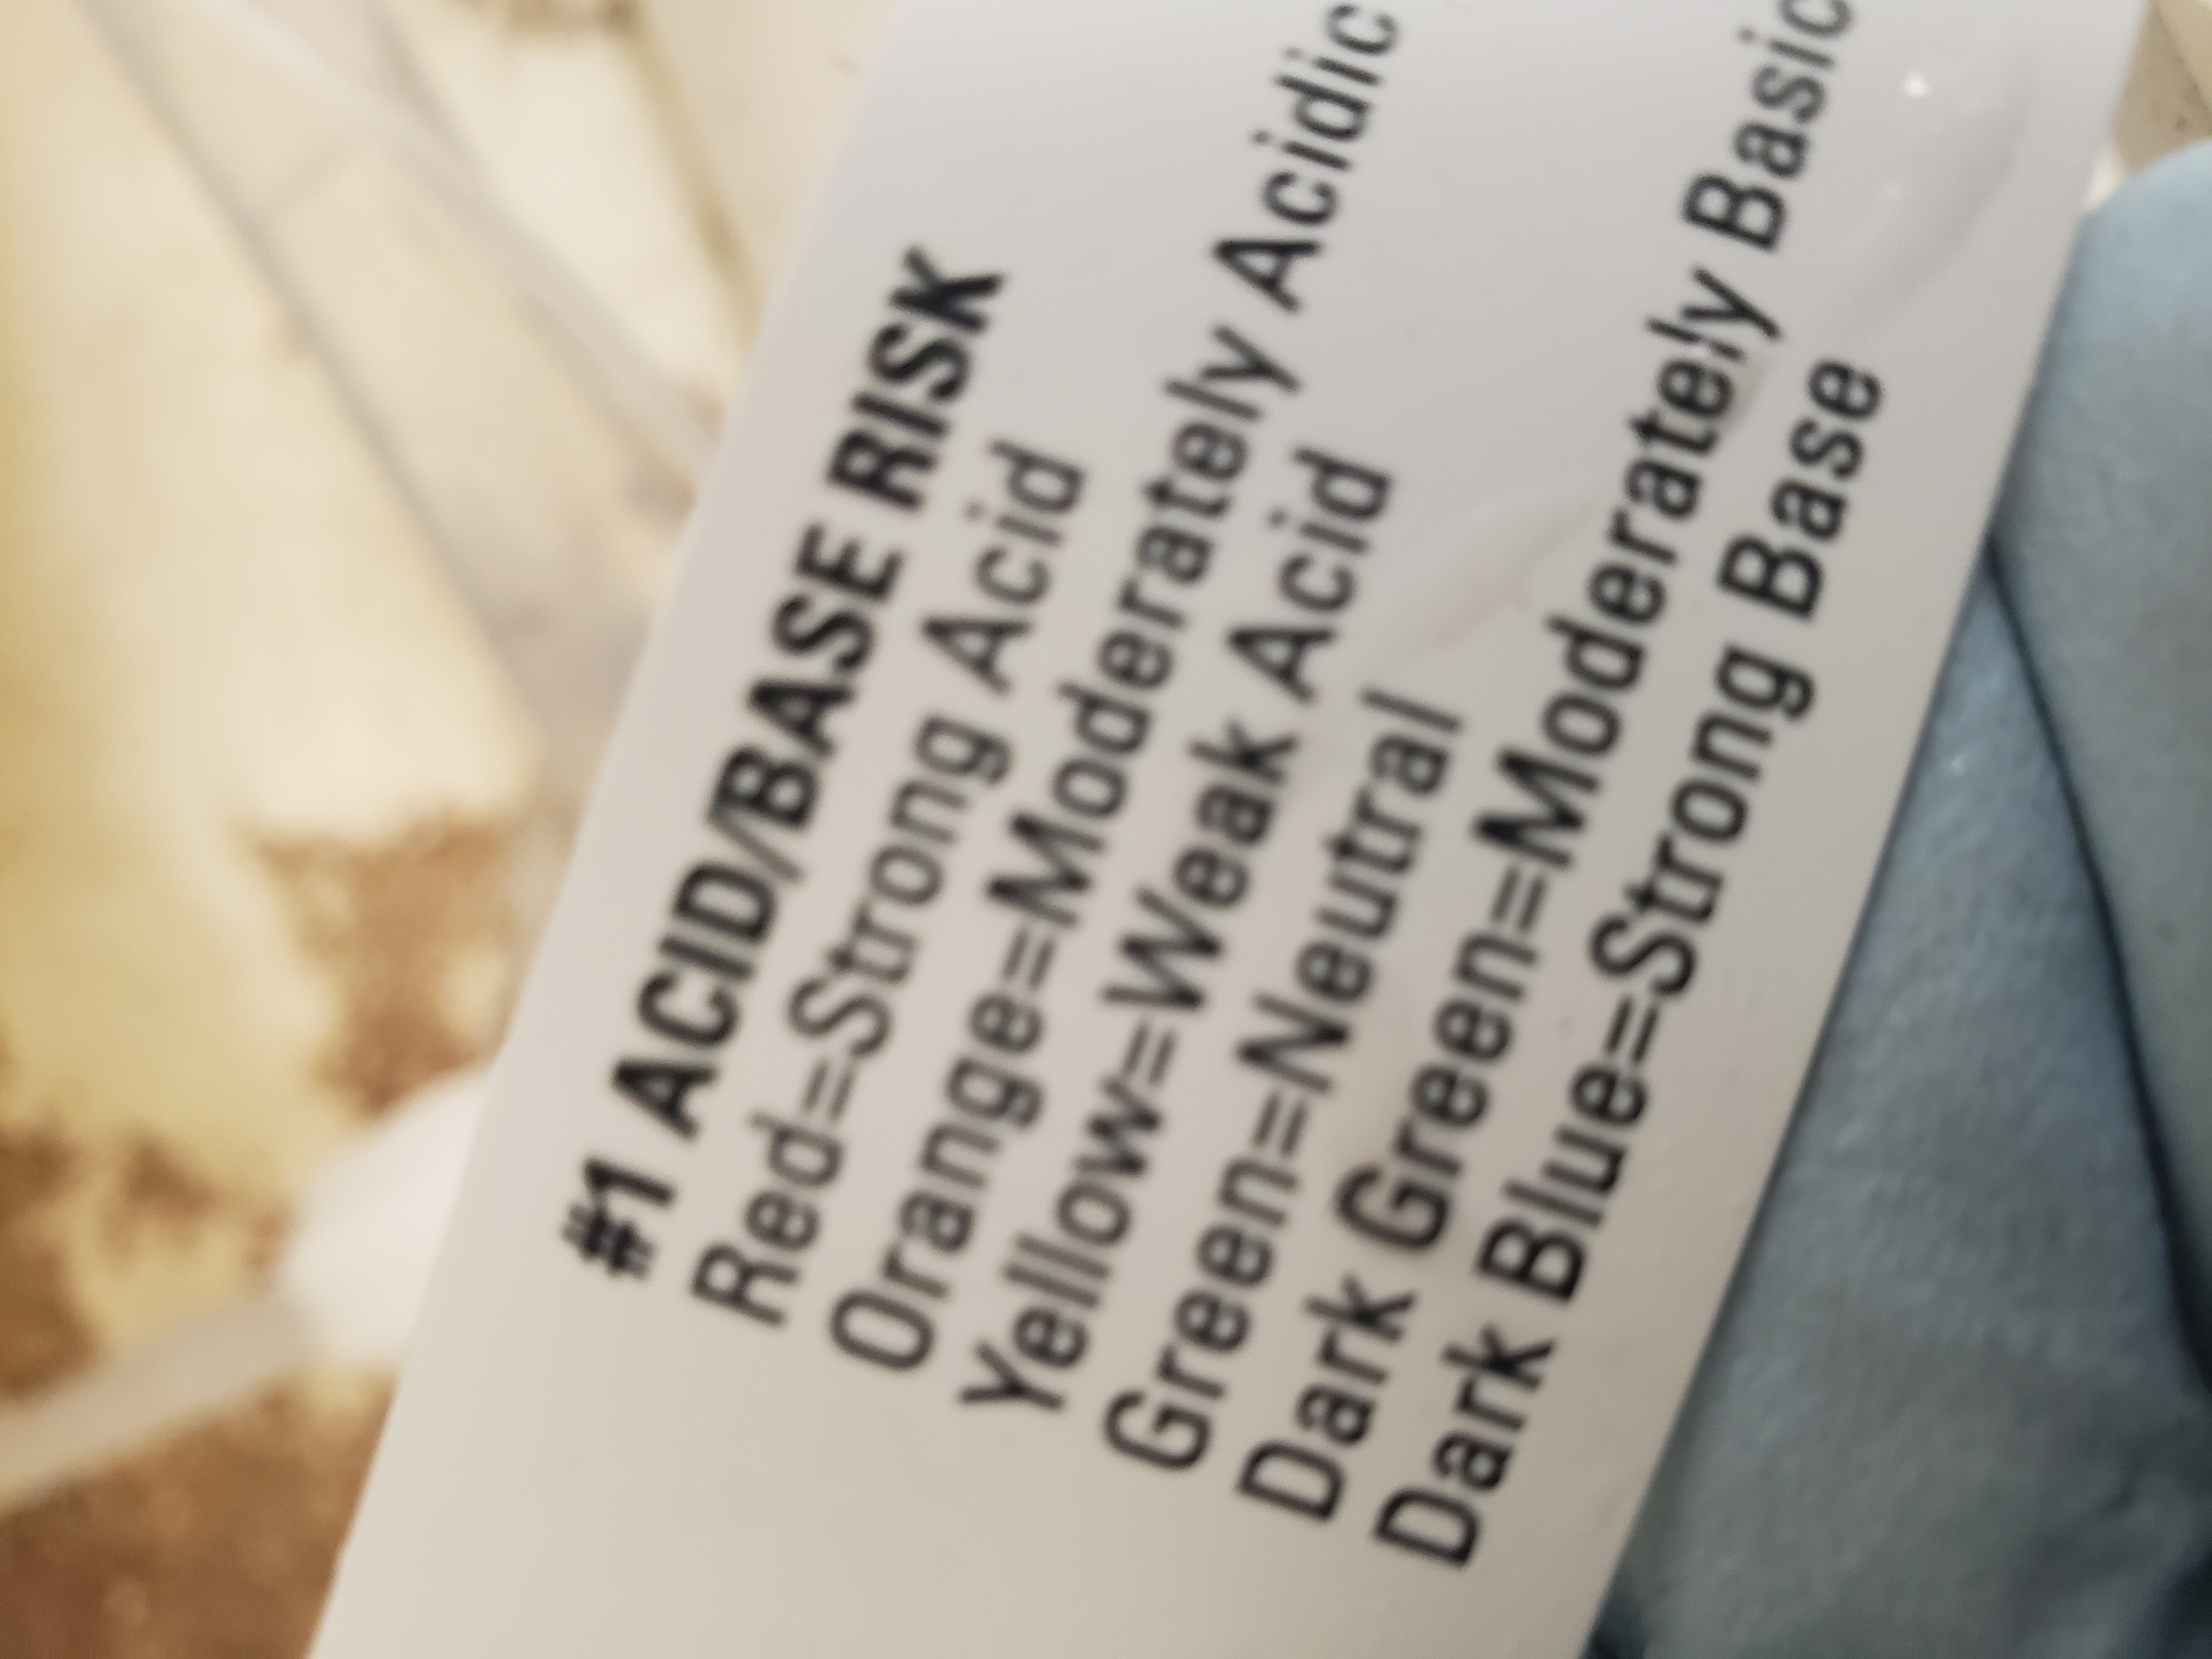 #1 ACID/BASE RISK
Red=Strong Acid
Orange=Moderately Acidic
Yellow=Weak Acid
Green=Neutral
Dark Green=Moderately Basic
Dark Blue=Strong Base